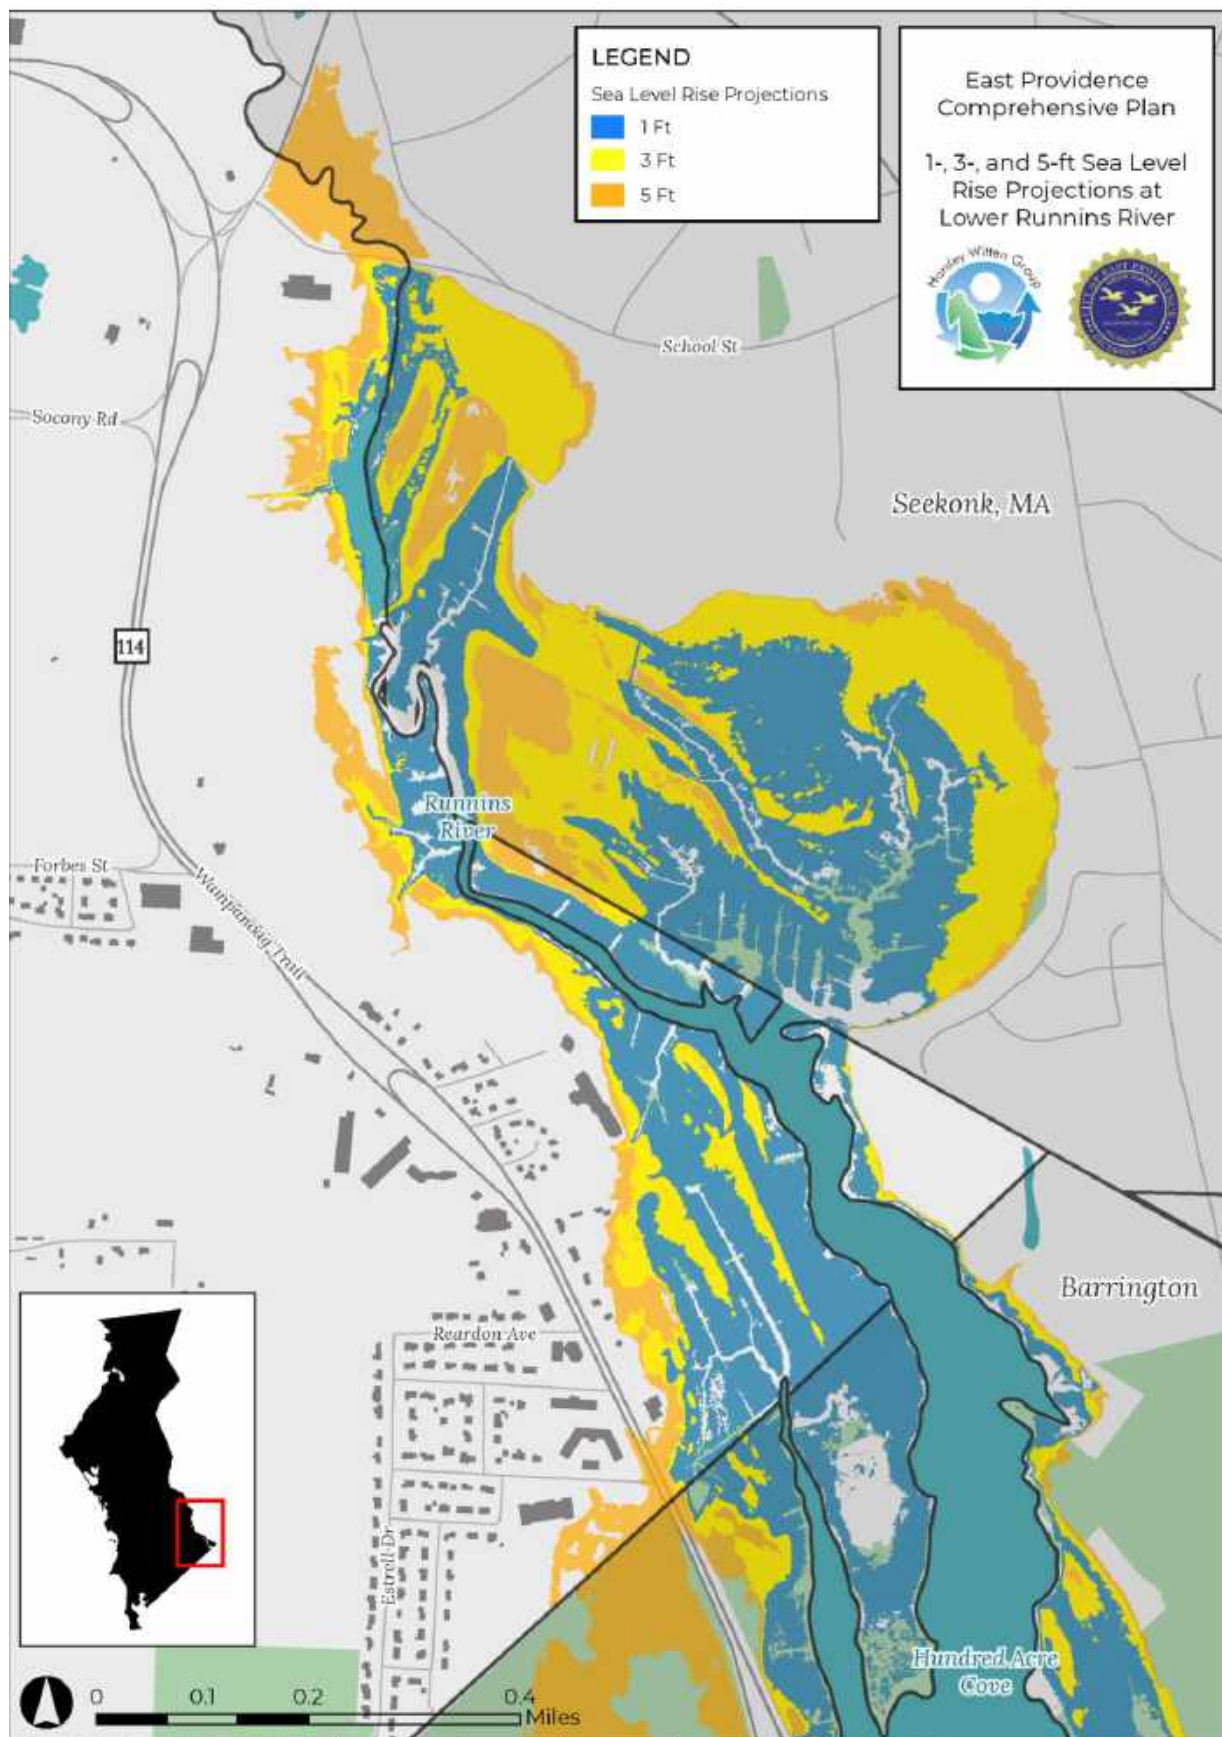 LEGEND
Sea Level Rise Projections
1 Ft
3 Ft
5 Ft
East Providence
Comprehensive Plan
1-, 3-, and 5-ft Sea Level
Rise Projections at
Lower Runnins River
Horsley Witten Group
School St
Socony Rd
Seekonk, MA
114
Runnins
River
Forbes St
Wampanoag Trail
Barrington
Reardon Ave
Estrell Dr
Hundred Acre
Cove
0
0.1
0.2
0.4
Miles